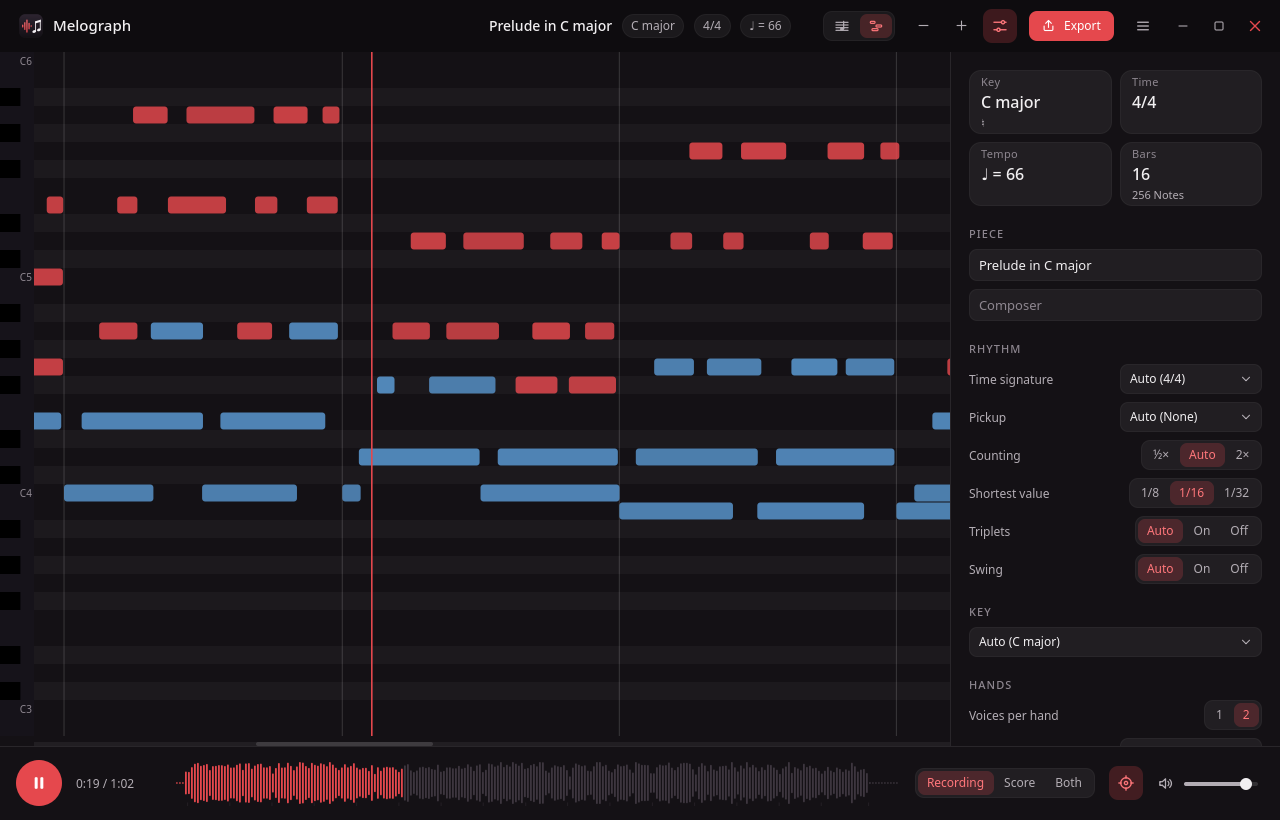 Melograph
Prelude in C major
C major
4/4
♩ = 66
Export
C6
C5
C4
C3
Key
C major
♮
Time
4/4
Tempo
♩ = 66
Bars
16
256 Notes
PIECE
Prelude in C major
Composer
RHYTHM
Time signature
Auto (4/4)
Pickup
Auto (None)
Counting
½×
Auto
2×
Shortest value
1/8
1/16
1/32
Triplets
Auto
On
Off
Swing
Auto
On
Off
KEY
Auto (C major)
HANDS
Voices per hand
1
2
0:19 / 1:02
Recording
Score
Both